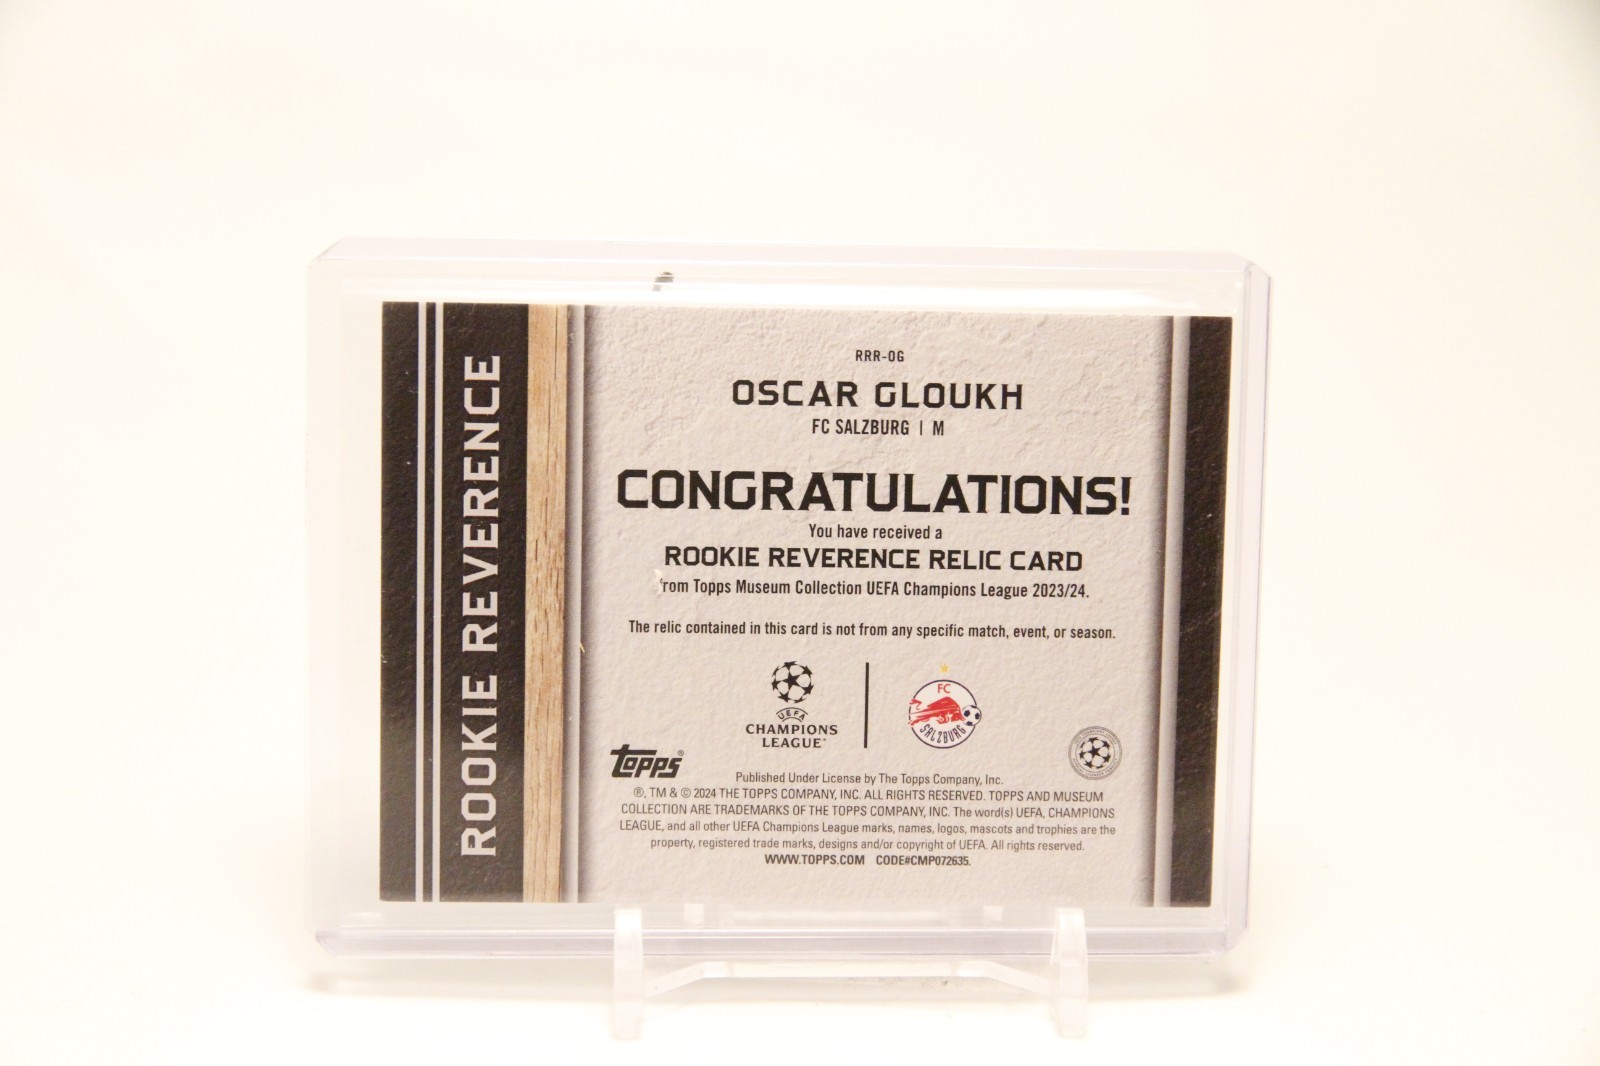 ROOKIE REVERENCE
RRR-OG
OSCAR GLOUKH
FC SALZBURG | M
CONGRATULATIONS!
You have received a
ROOKIE REVERENCE RELIC CARD
from Topps Museum Collection UEFA Champions League 2023/24.
The relic contained in this card is not from any specific match, event, or season.
UEFA
CHAMPIONS
LEAGUE™
FC
SALZBURG
topps®
Published Under License by The Topps Company, Inc.
®, TM & © 2024 THE TOPPS COMPANY, INC. ALL RIGHTS RESERVED. TOPPS AND MUSEUM
COLLECTION ARE TRADEMARKS OF THE TOPPS COMPANY, INC. The word(s) UEFA, CHAMPIONS
LEAGUE, and all other UEFA Champions League marks, names, logos, mascots and trophies are the
property, registered trade marks, designs and/or copyright of UEFA. All rights reserved.
WWW.TOPPS.COM CODE#CMP072635.